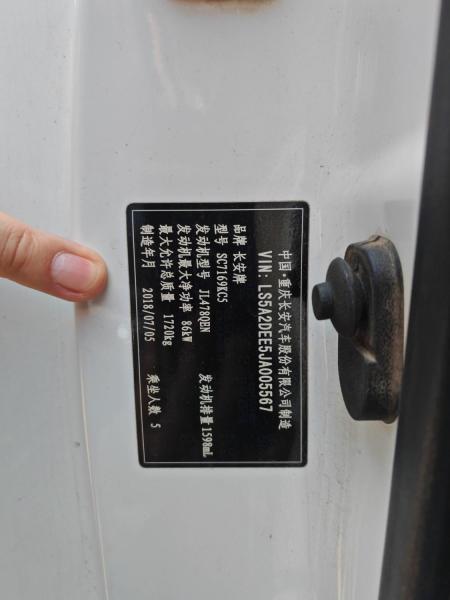 中国·重庆长安汽车股份有限公司制造
VIN: LS5A2DEE5JA005567
品牌 长安牌
型号 SC7169KC5
发动机型号 JL478QEN 发动机排量 1598mL
发动机最大净功率 86kW
最大允许总质量 1720kg
制造年月 2018/07/05 乘坐人数 5